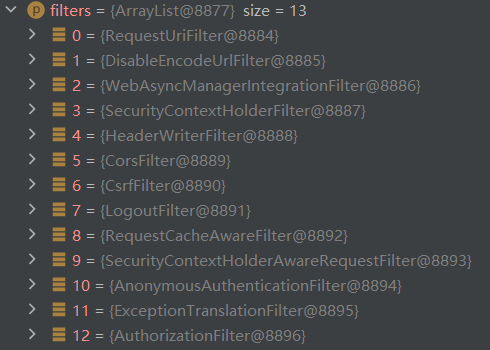 p filters = {ArrayList@8877} size = 13
0 = {RequestUriFilter@8884}
1 = {DisableEncodeUrlFilter@8885}
2 = {WebAsyncManagerIntegrationFilter@8886}
3 = {SecurityContextHolderFilter@8887}
4 = {HeaderWriterFilter@8888}
5 = {CorsFilter@8889}
6 = {CsrfFilter@8890}
7 = {LogoutFilter@8891}
8 = {RequestCacheAwareFilter@8892}
9 = {SecurityContextHolderAwareRequestFilter@8893}
10 = {AnonymousAuthenticationFilter@8894}
11 = {ExceptionTranslationFilter@8895}
12 = {AuthorizationFilter@8896}